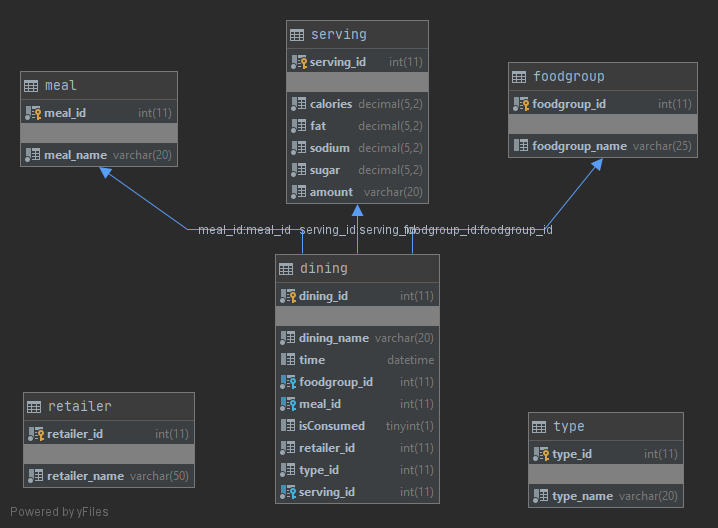 serving
serving_id int(11)
calories decimal(5,2)
fat decimal(5,2)
sodium decimal(5,2)
sugar decimal(5,2)
amount varchar(20)
meal
meal_id int(11)
meal_name varchar(20)
foodgroup
foodgroup_id int(11)
foodgroup_name varchar(25)
meal_id:meal_id
serving_id:serving_id
foodgroup_id:foodgroup_id
dining
dining_id int(11)
dining_name varchar(20)
time datetime
foodgroup_id int(11)
meal_id int(11)
isConsumed tinyint(1)
retailer_id int(11)
type_id int(11)
serving_id int(11)
retailer
retailer_id int(11)
retailer_name varchar(50)
type
type_id int(11)
type_name varchar(20)
Powered by yFiles